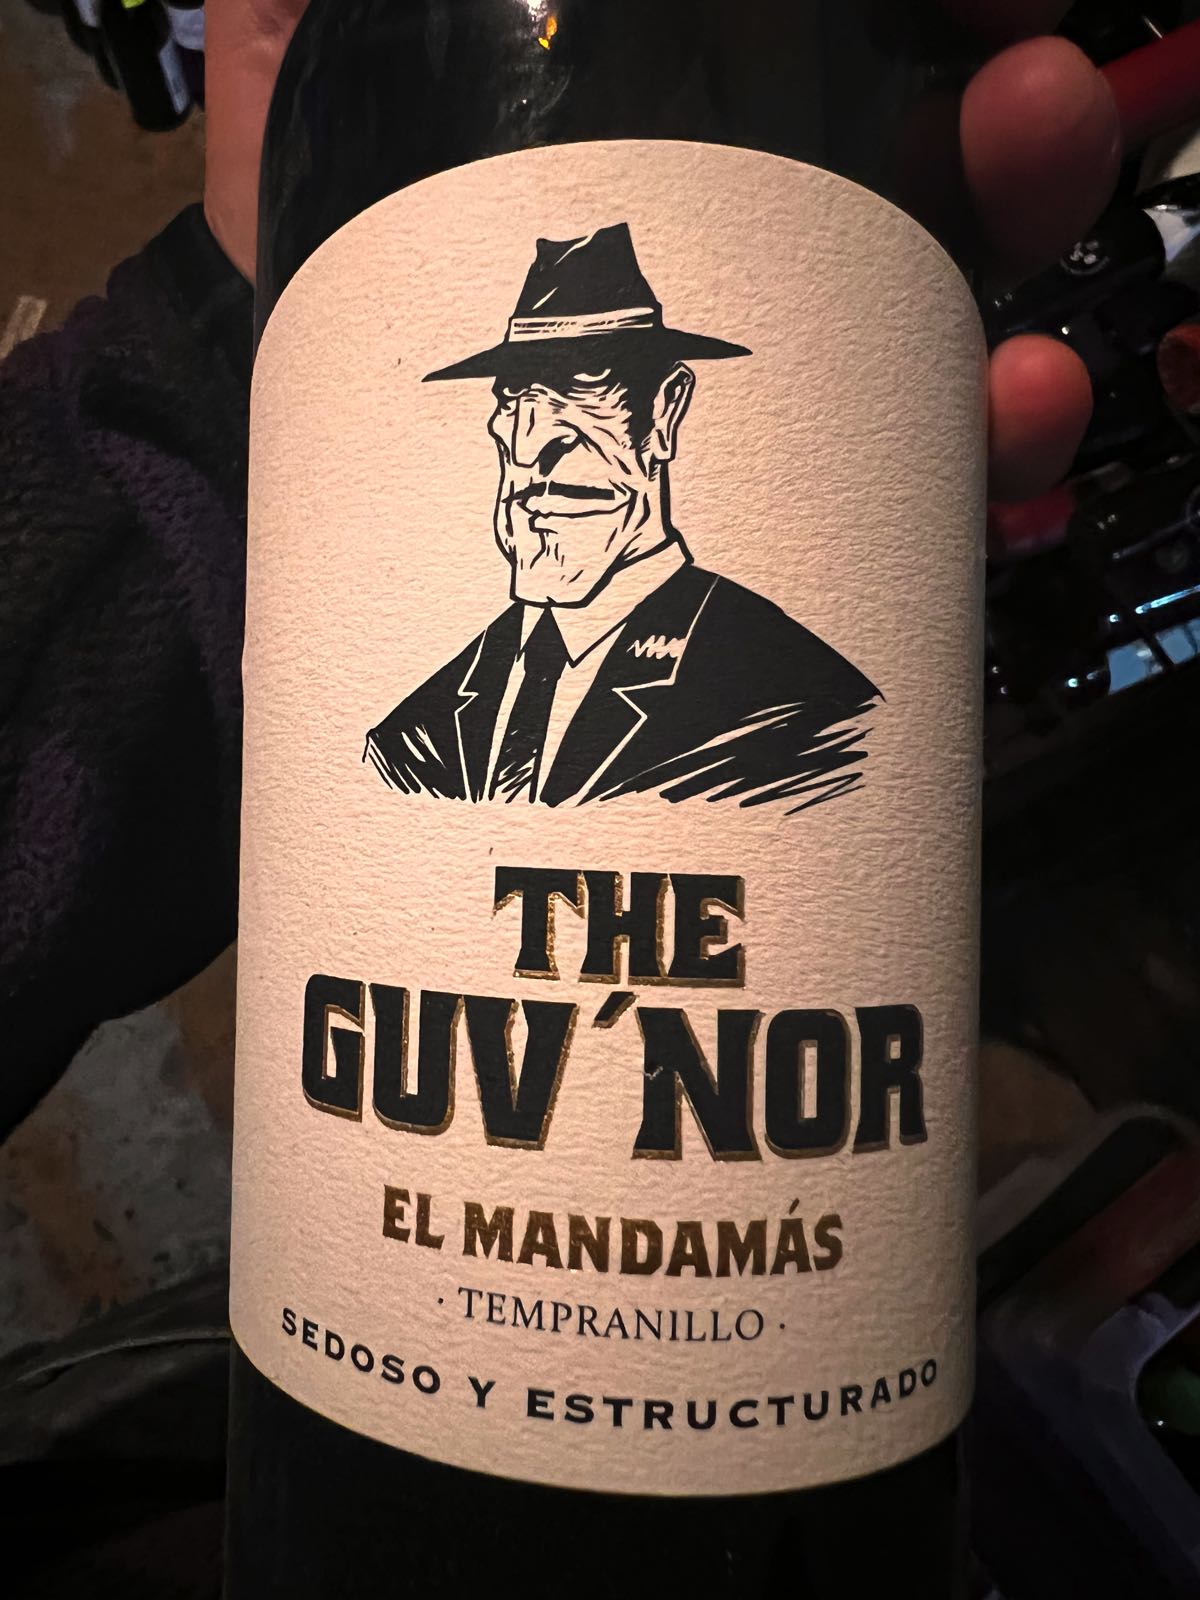 THE
GUV´NOR
EL MANDAMÁS
· TEMPRANILLO ·
SEDOSO Y ESTRUCTURADO